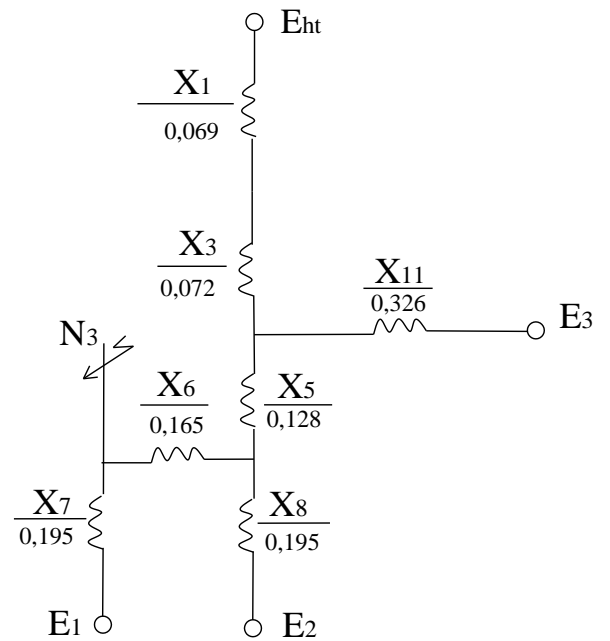 Eht
X1
0,069
X3
0,072
X11
0,326
E3
N3
X6
0,165
X5
0,128
X7
0,195
X8
0,195
E1
E2